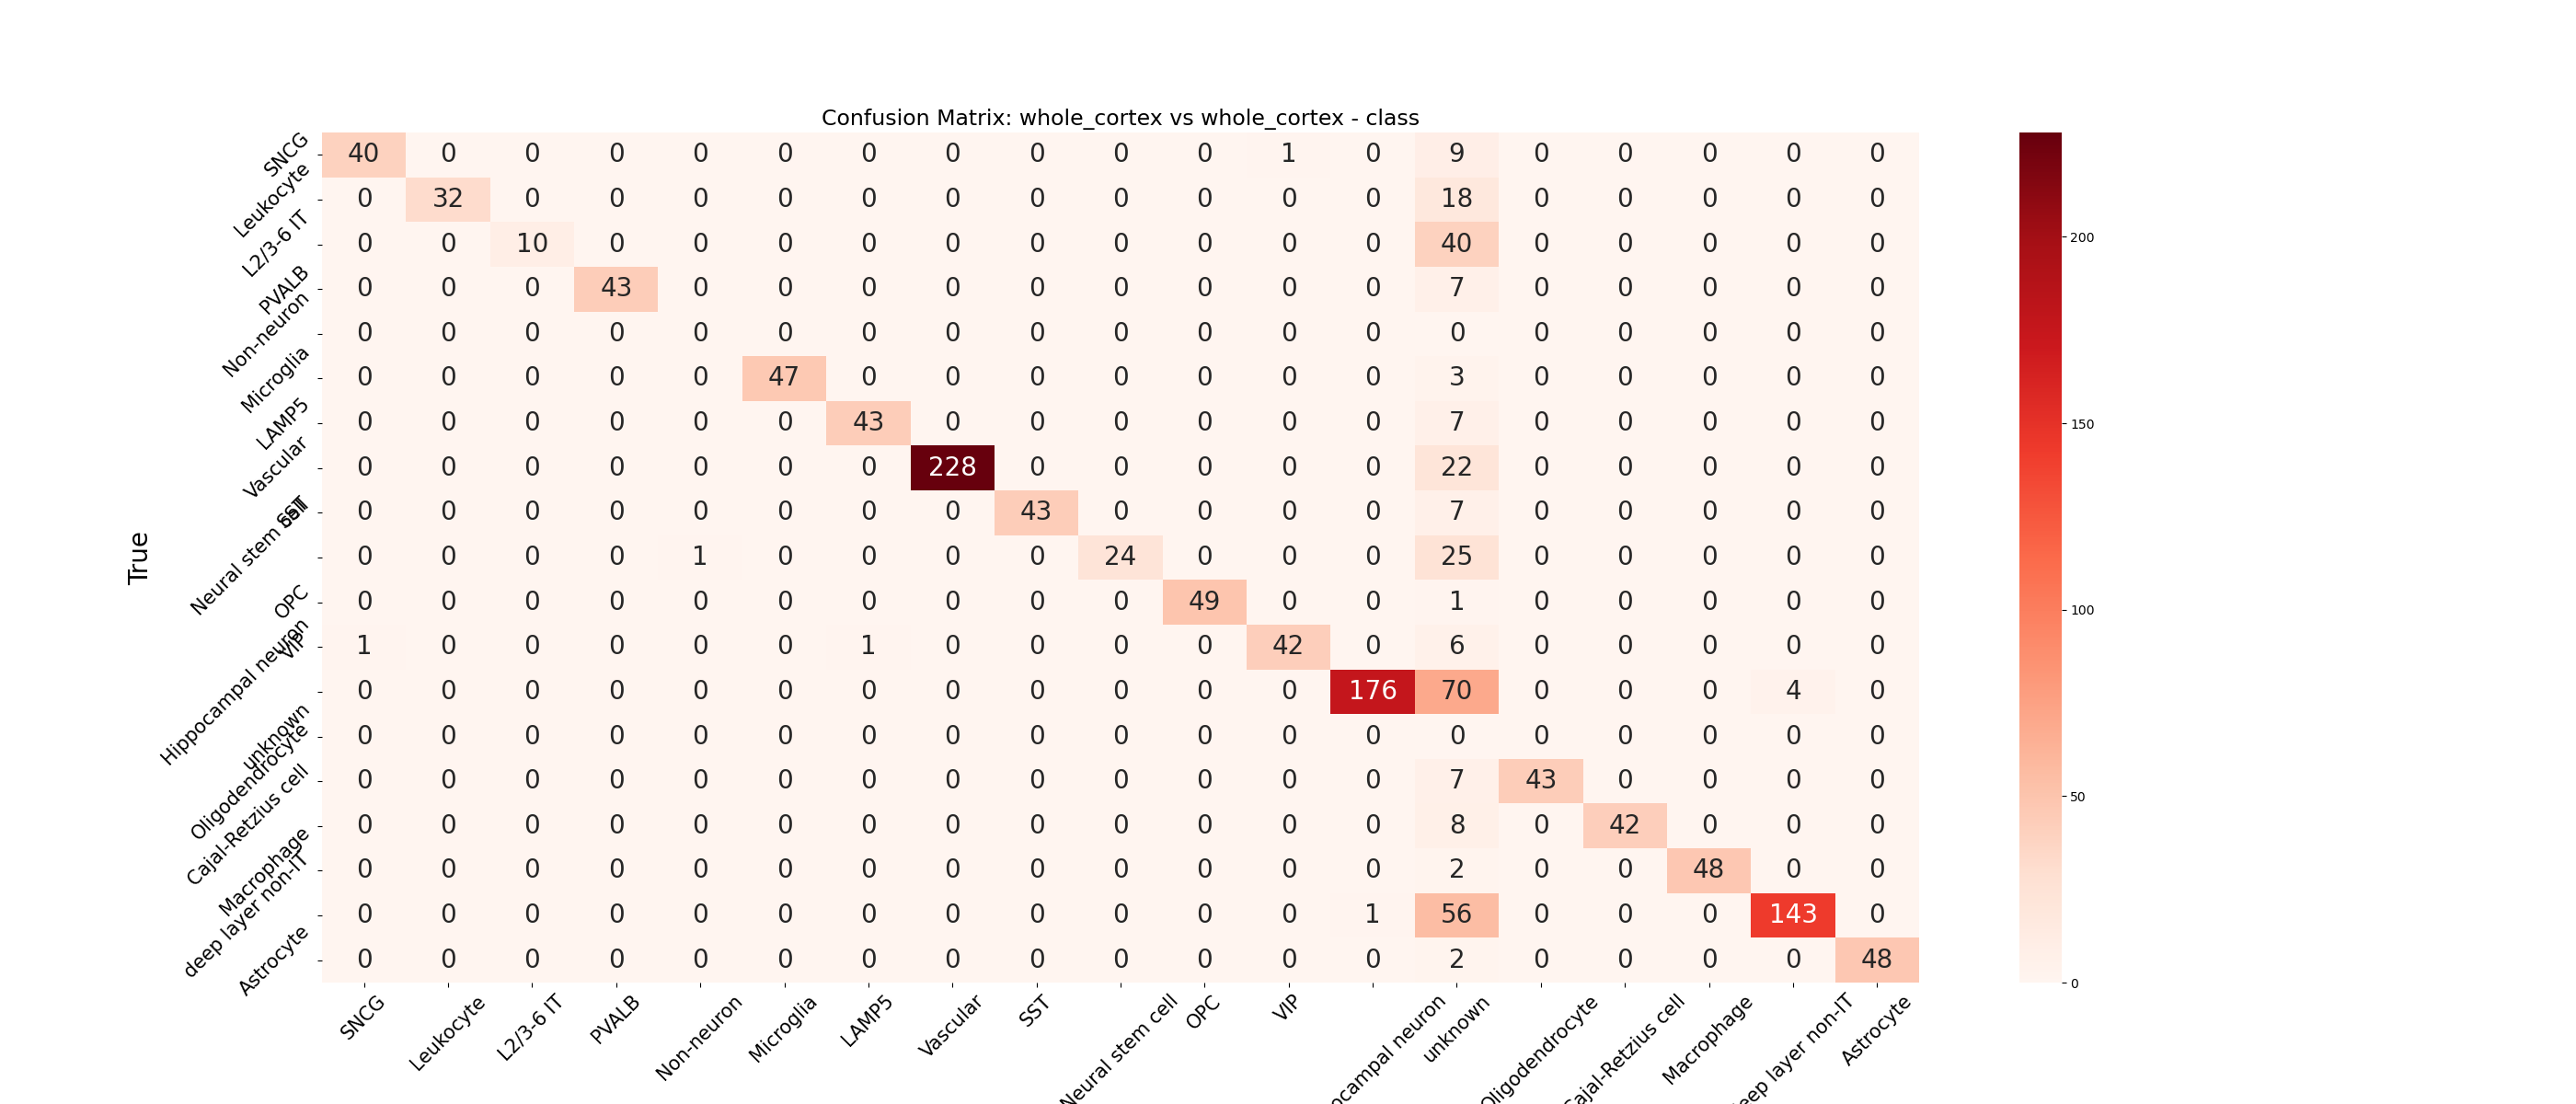 Confusion Matrix: whole_cortex vs whole_cortex - class
True
SNCG 40 0 0 0 0 0 0 0 0 0 0 1 0 9 0 0 0 0 0
Leukocyte 0 32 0 0 0 0 0 0 0 0 0 0 0 18 0 0 0 0 0
L2/3-6 IT 0 0 10 0 0 0 0 0 0 0 0 0 0 40 0 0 0 0 0
PVALB 0 0 0 43 0 0 0 0 0 0 0 0 0 7 0 0 0 0 0
Non-neuron 0 0 0 0 0 0 0 0 0 0 0 0 0 0 0 0 0 0 0
Microglia 0 0 0 0 0 47 0 0 0 0 0 0 0 3 0 0 0 0 0
LAMP5 0 0 0 0 0 0 43 0 0 0 0 0 0 7 0 0 0 0 0
Vascular 0 0 0 0 0 0 0 228 0 0 0 0 0 22 0 0 0 0 0
SST 0 0 0 0 0 0 0 0 43 0 0 0 0 7 0 0 0 0 0
Neural stem cell 0 0 0 0 1 0 0 0 0 24 0 0 0 25 0 0 0 0 0
OPC 0 0 0 0 0 0 0 0 0 0 49 0 0 1 0 0 0 0 0
VIP 1 0 0 0 0 0 1 0 0 0 0 42 0 6 0 0 0 0 0
Hippocampal neuron 0 0 0 0 0 0 0 0 0 0 0 0 176 70 0 0 0 4 0
unknown 0 0 0 0 0 0 0 0 0 0 0 0 0 0 0 0 0 0 0
Oligodendrocyte 0 0 0 0 0 0 0 0 0 0 0 0 0 7 43 0 0 0 0
Cajal-Retzius cell 0 0 0 0 0 0 0 0 0 0 0 0 0 8 0 42 0 0 0
Macrophage 0 0 0 0 0 0 0 0 0 0 0 0 0 2 0 0 48 0 0
deep layer non-IT 0 0 0 0 0 0 0 0 0 0 0 0 1 56 0 0 0 143 0
Astrocyte 0 0 0 0 0 0 0 0 0 0 0 0 0 2 0 0 0 0 48
SNCG Leukocyte L2/3-6 IT PVALB Non-neuron Microglia LAMP5 Vascular SST Neural stem cell OPC VIP ocampal neuron unknown Oligodendrocyte Cajal-Retzius cell Macrophage deep layer non-IT Astrocyte
200
150
100
50
0